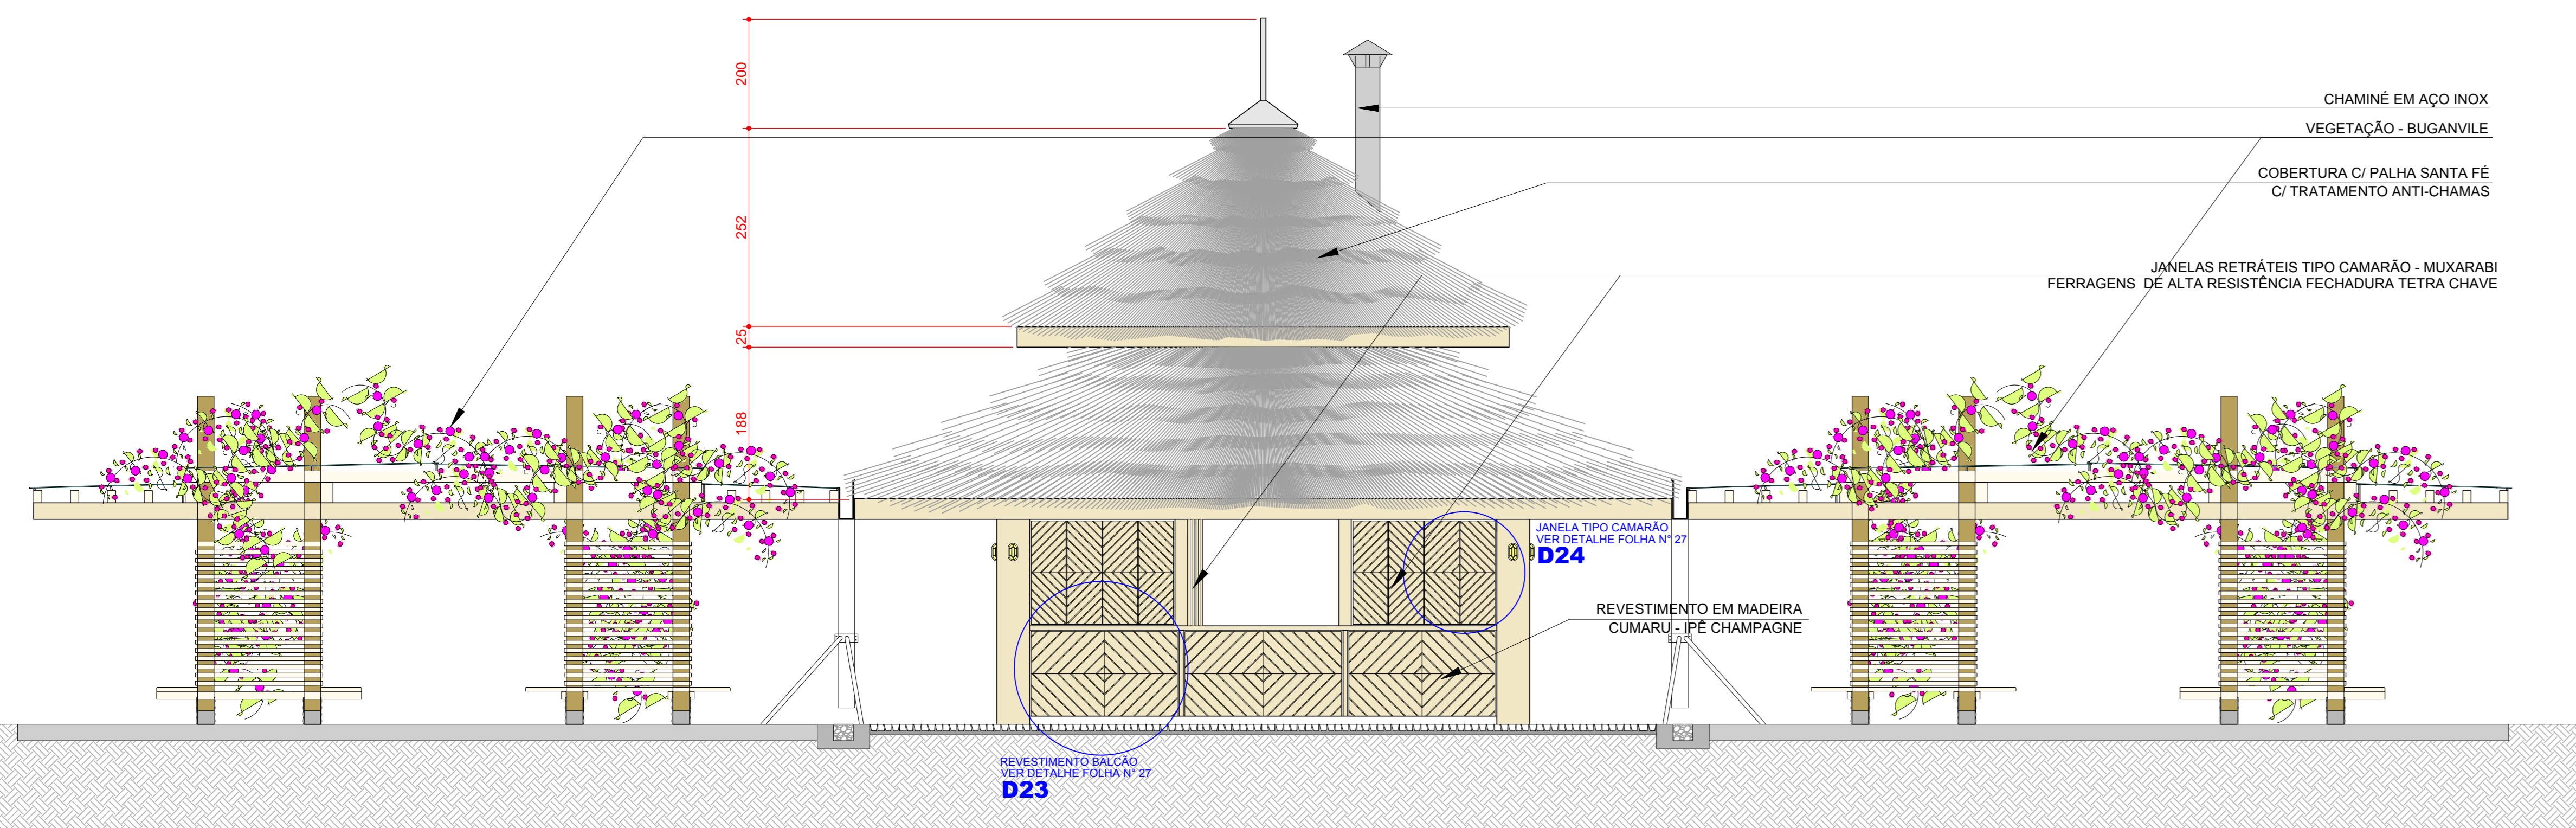 200
CHAMINÉ EM AÇO INOX
VEGETAÇÃO - BUGANVILE
COBERTURA C/ PALHA SANTA FÉ
C/ TRATAMENTO ANTI-CHAMAS
252
JANELAS RETRÁTEIS TIPO CAMARÃO - MUXARABI
FERRAGENS DE ALTA RESISTÊNCIA FECHADURA TETRA CHAVE
25
188
JANELA TIPO CAMARÃO
VER DETALHE FOLHA N° 27
D24
REVESTIMENTO EM MADEIRA
CUMARU - IPÊ CHAMPAGNE
REVESTIMENTO BALCÃO
VER DETALHE FOLHA N° 27
D23